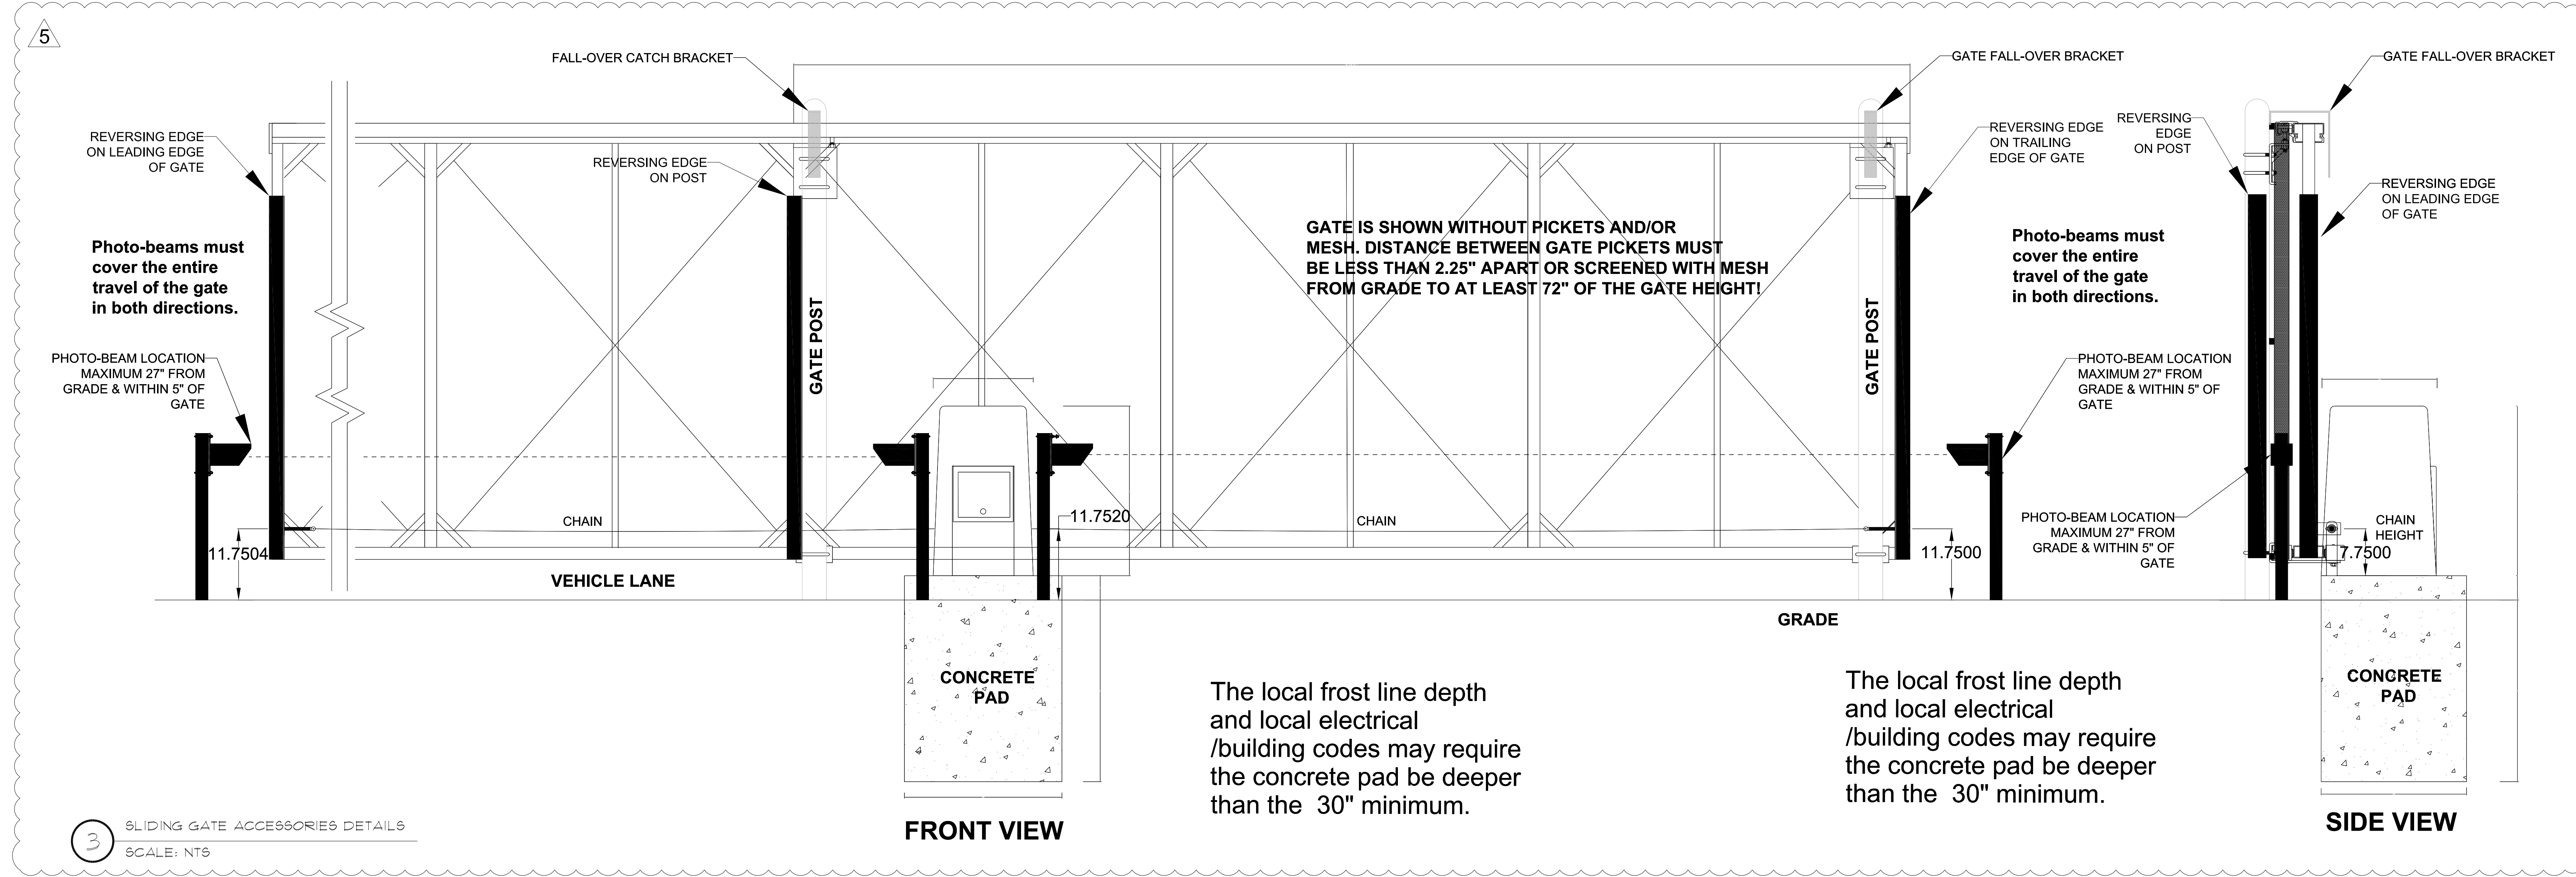 5
FALL-OVER CATCH BRACKET
GATE FALL-OVER BRACKET
GATE FALL-OVER BRACKET
REVERSING EDGE
ON LEADING EDGE
OF GATE
REVERSING EDGE
ON POST
REVERSING EDGE
ON TRAILING
EDGE OF GATE
REVERSING
EDGE
ON POST
REVERSING EDGE
ON LEADING EDGE
OF GATE
Photo-beams must
cover the entire
travel of the gate
in both directions.
GATE IS SHOWN WITHOUT PICKETS AND/OR
MESH. DISTANCE BETWEEN GATE PICKETS MUST
BE LESS THAN 2.25" APART OR SCREENED WITH MESH
FROM GRADE TO AT LEAST 72" OF THE GATE HEIGHT!
Photo-beams must
cover the entire
travel of the gate
in both directions.
GATE POST
GATE POST
PHOTO-BEAM LOCATION
MAXIMUM 27" FROM
GRADE & WITHIN 5" OF
GATE
PHOTO-BEAM LOCATION
MAXIMUM 27" FROM
GRADE & WITHIN 5" OF
GATE
PHOTO-BEAM LOCATION
MAXIMUM 27" FROM
GRADE & WITHIN 5" OF
GATE
CHAIN
CHAIN
CHAIN
HEIGHT
11.7504
11.7520
11.7500
7.7500
VEHICLE LANE
GRADE
CONCRETE
PAD
CONCRETE
PAD
The local frost line depth
and local electrical
/building codes may require
the concrete pad be deeper
than the 30" minimum.
The local frost line depth
and local electrical
/building codes may require
the concrete pad be deeper
than the 30" minimum.
FRONT VIEW
SIDE VIEW
3
SLIDING GATE ACCESSORIES DETAILS
SCALE: NTS